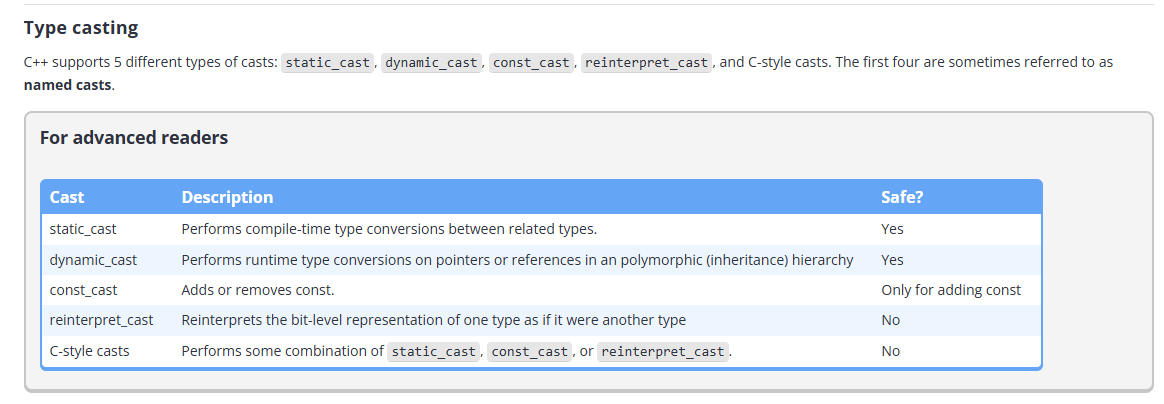 Type casting
C++ supports 5 different types of casts: static_cast, dynamic_cast, const_cast, reinterpret_cast, and C-style casts. The first four are sometimes referred to as
named casts.
For advanced readers
Cast Description Safe?
static_cast Performs compile-time type conversions between related types. Yes
dynamic_cast Performs runtime type conversions on pointers or references in an polymorphic (inheritance) hierarchy Yes
const_cast Adds or removes const. Only for adding const
reinterpret_cast Reinterprets the bit-level representation of one type as if it were another type No
C-style casts Performs some combination of static_cast, const_cast, or reinterpret_cast. No